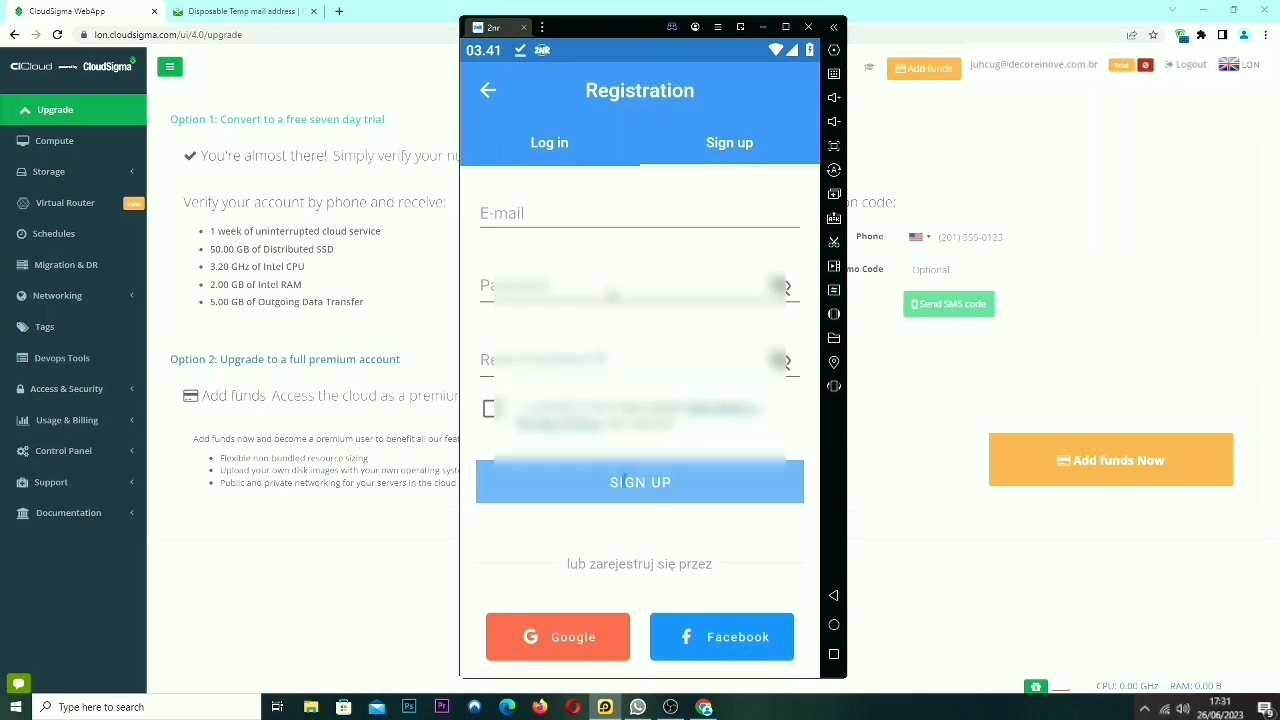 CloudSigma WebApp
Disposable Temp mail address | C
lon.cloudsigma.com/ui/4.0/upgrade
CiCloud
CloudSigma
Add funds
juhcug@decoreinove.com.br
Trial
Logout
LON
Upgrade
Compute
Storage
Virtual Router
new
Schedules
Migration & DR
Networking
Tags
Devops Tools
Access & Security
Usage & Billing
Control Panel
Support
Documentation
Option 1: Convert to a free seven day trial
You're almost there! Simply verify your nu
on code:
Verify your account by phone and receive:
1 week of uninterrupted cloud service
50.00 GB of Distributed SSD
3.20 GHz of Intel CPU
2.00 GB of Intel RAM
5.00 GB of Outgoing Data Transfer
Phone
(201) 555-0123
mo Code
Optional
Send SMS code
Option 2: Upgrade to a full premium account
Add funds Access the cloud as a premium
Add funds now and become a premium user to benefit all our feat
Flexible non-bundled resource sizing
Upload your own disk images with your own operating syste
Public and private networking for your servers in the cloud
Add funds Now
2nr
03.41
2NR
Registration
Log in
Sign up
E-mail
SIGN UP
lub zarejestruj się przez
Google
Facebook
CPU: 0.00 GHz
RAM: 0.00 B
Type here to search
17:31
26/06/2023